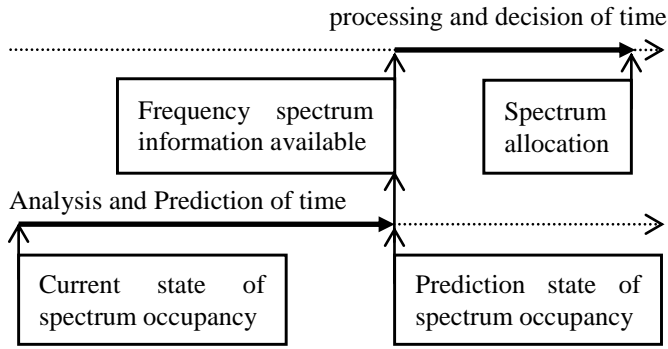 processing and decision of time
Frequency spectrum
information available
Spectrum
allocation
Analysis and Prediction of time
Current state of
spectrum occupancy
Prediction state of
spectrum occupancy